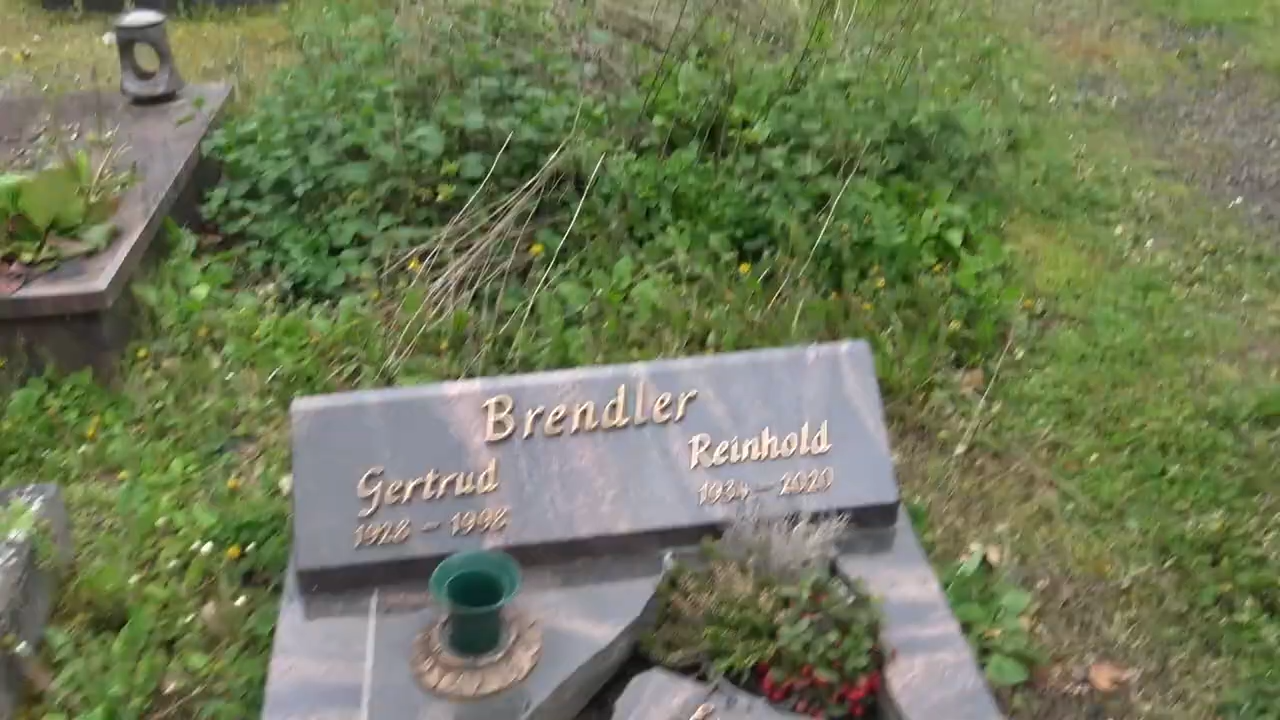 Brendler
Gertrud
1928 – 1998
Reinhold
1934 – 2020